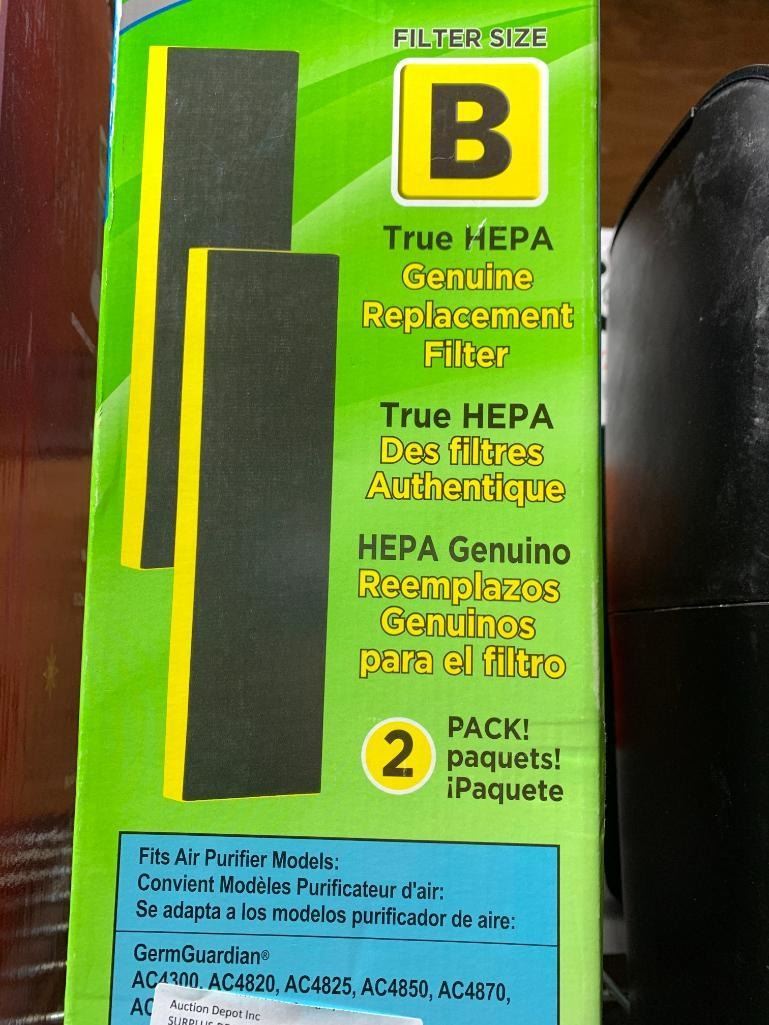 FILTER SIZE
B
True HEPA
Genuine
Replacement
Filter
True HEPA
Des filtres
Authentique
HEPA Genuino
Reemplazos
Genuinos
para el filtro
2
PACK!
paquets!
¡Paquete
Fits Air Purifier Models:
Convient Modèles Purificateur d'air:
Se adapta a los modelos purificador de aire:
GermGuardian®
AC4300, AC4820, AC4825, AC4850, AC4870,
Auction Depot Inc
SURPLUS